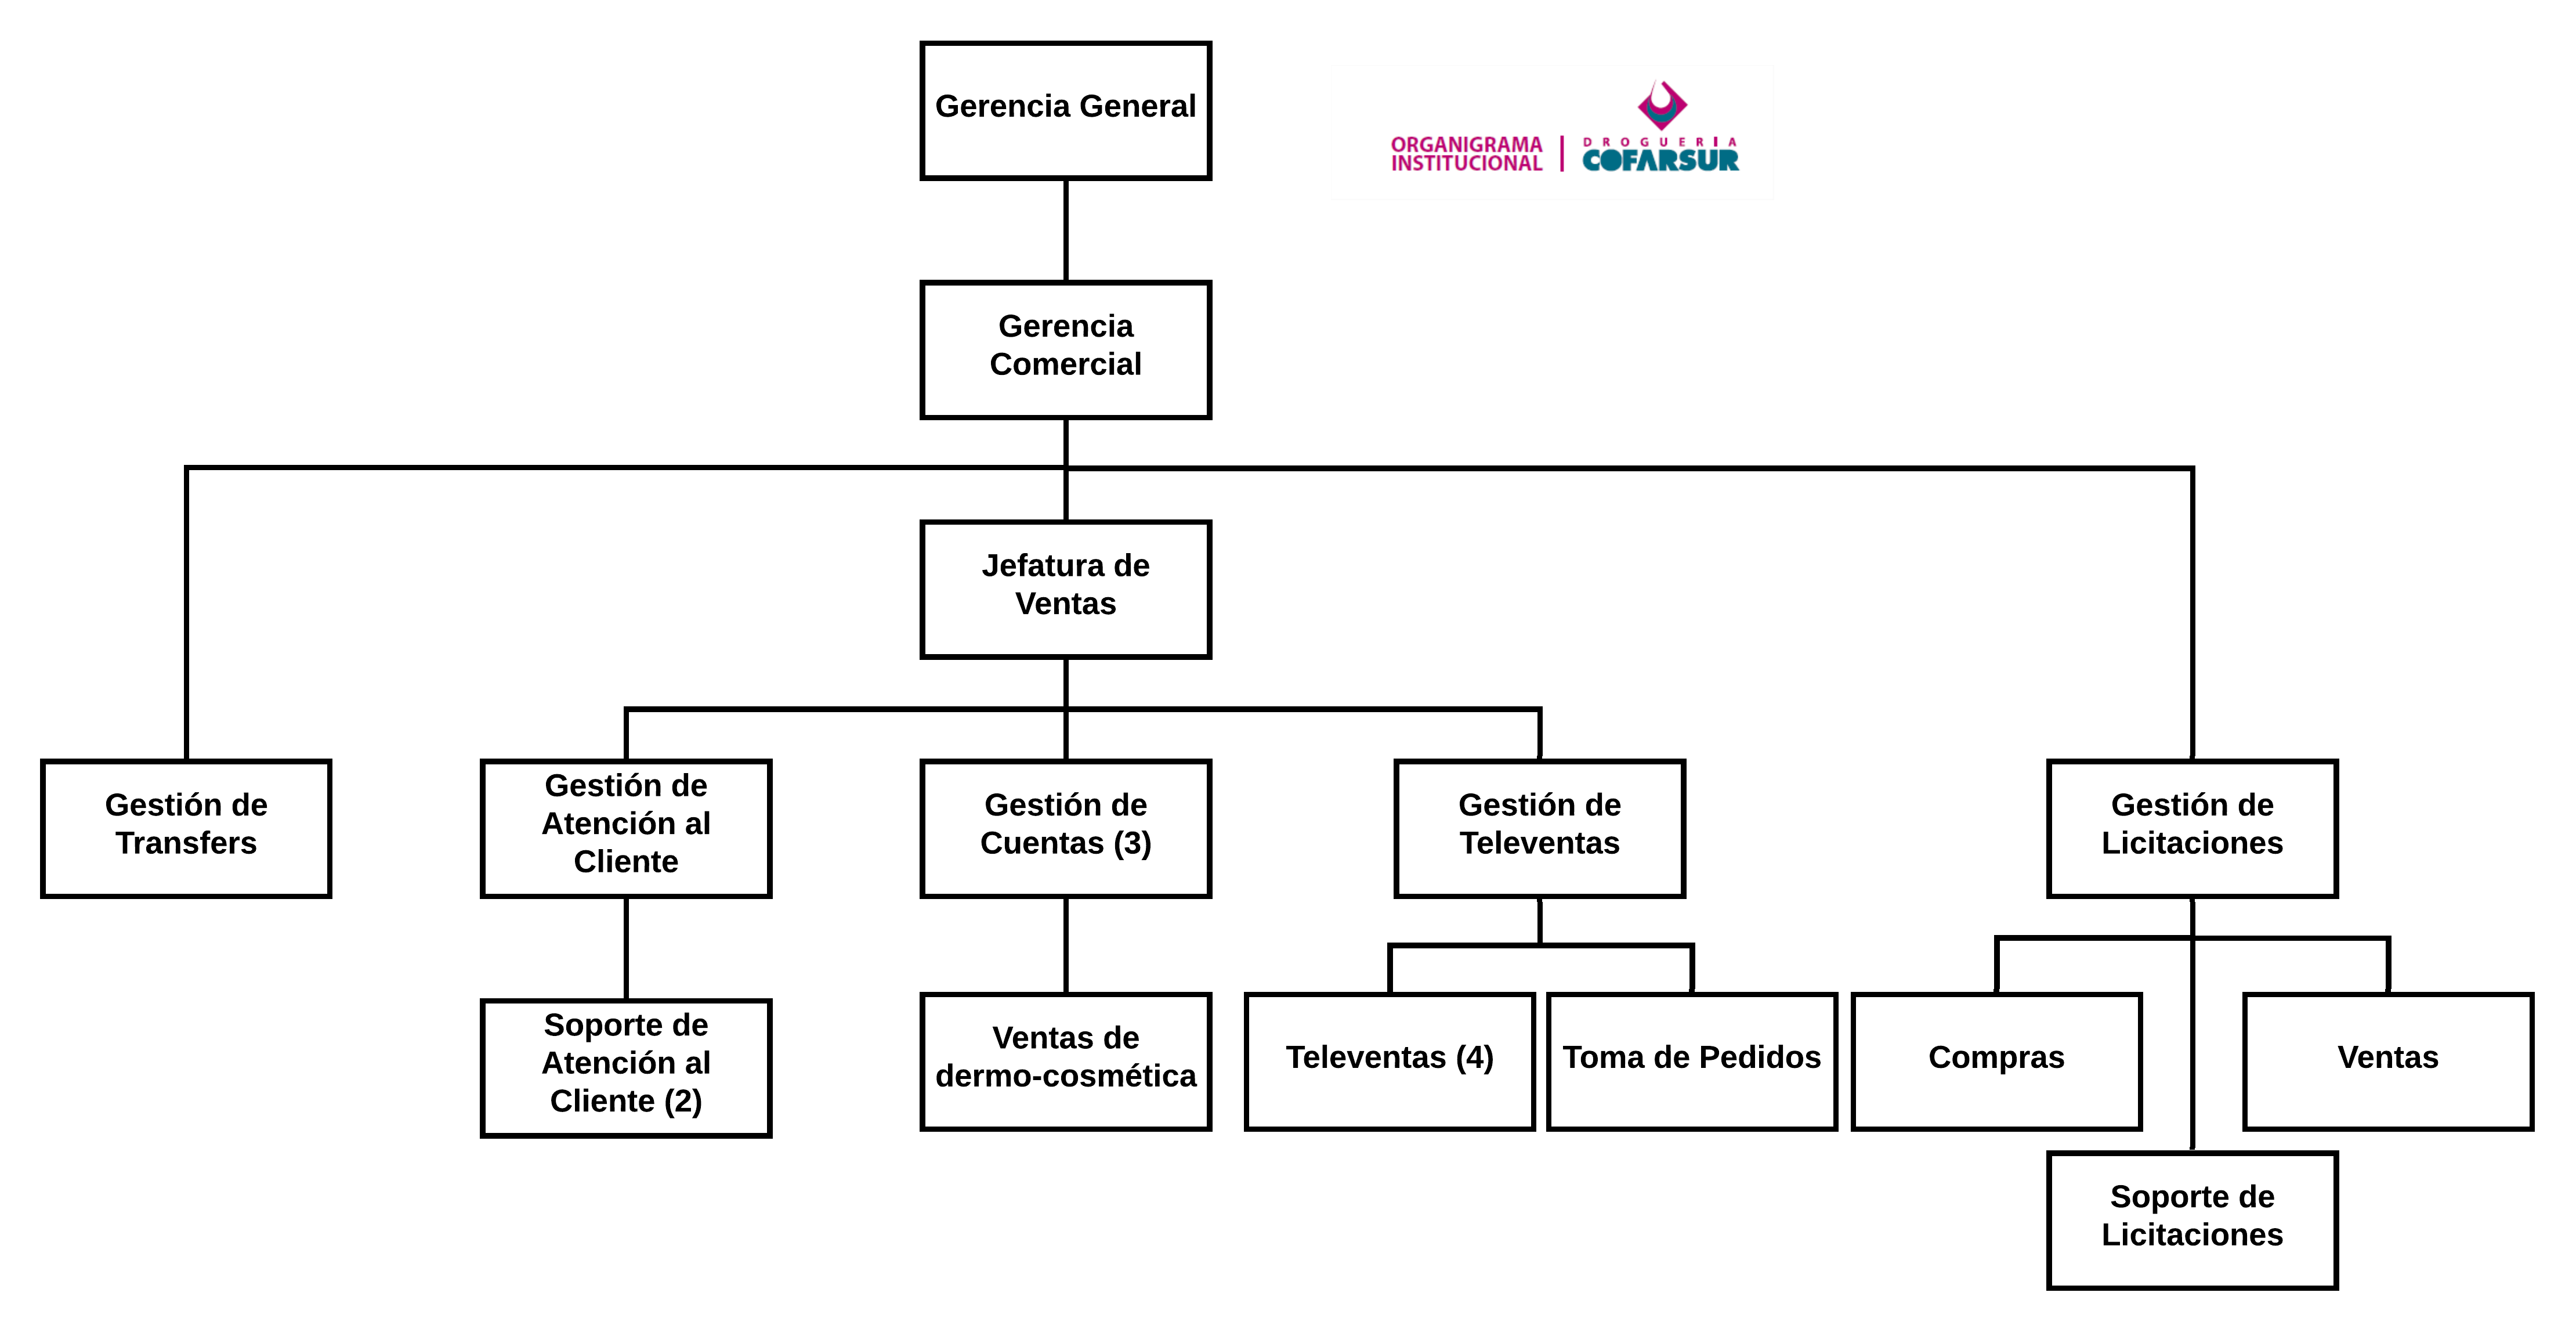 Gerencia General
ORGANIGRAMA
INSTITUCIONAL
DROGUERIA
COFARSUR
Gerencia
Comercial
Jefatura de
Ventas
Gestión de
Transfers
Gestión de
Atención al
Cliente
Gestión de
Cuentas (3)
Gestión de
Televentas
Gestión de
Licitaciones
Soporte de
Atención al
Cliente (2)
Ventas de
dermo-cosmética
Televentas (4)
Toma de Pedidos
Compras
Ventas
Soporte de
Licitaciones